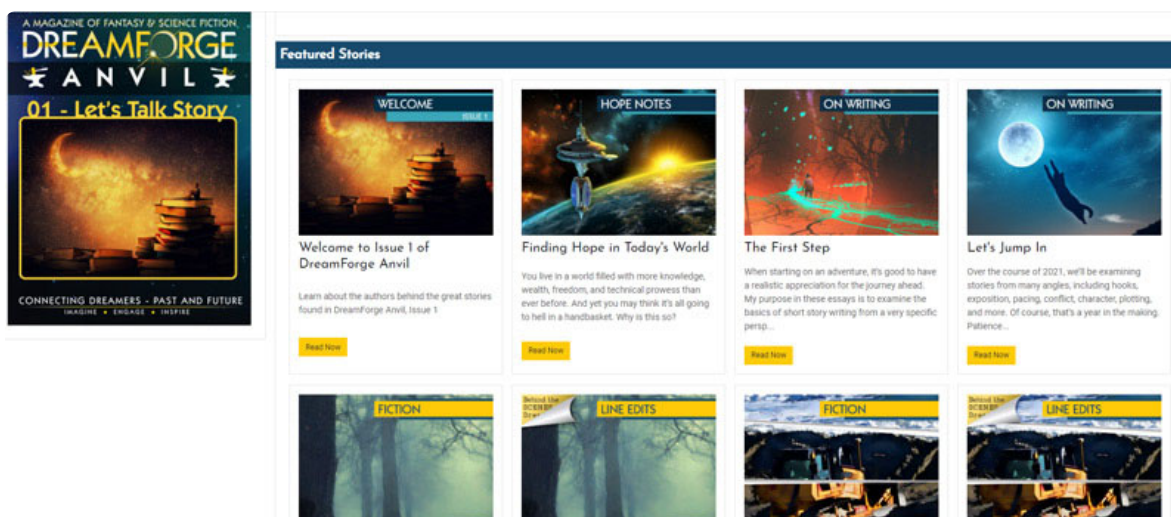 A MAGAZINE OF FANTASY & SCIENCE FICTION
DREAMFORGE
ANVIL
01 - Let's Talk Story
CONNECTING DREAMERS - PAST AND FUTURE
IMAGINE • ENGAGE • INSPIRE
Featured Stories
WELCOME
ISSUE 1
Welcome to Issue 1 of
DreamForge Anvil
Learn about the authors behind the great stories
found in DreamForge Anvil, Issue 1
Read Now
HOPE NOTES
Finding Hope in Today's World
You live in a world filled with more knowledge,
wealth, freedom, and technical prowess than
ever before. And yet you may think it's all going
to hell in a handbasket. Why is this so?
Read Now
ON WRITING
The First Step
When starting on an adventure, it's good to have
a realistic appreciation for the journey ahead.
My purpose in these essays is to examine the
basics of short story writing from a very specific
persp...
Read Now
ON WRITING
Let's Jump In
Over the course of 2021, we'll be examining
stories from many angles, including hooks,
exposition, pacing, conflict, character, plotting,
and more. Of course, that's a year in the making.
Patience...
Read Now
FICTION
Behind the
SCENES
LINE EDITS
FICTION
Behind the
SCENES
LINE EDITS